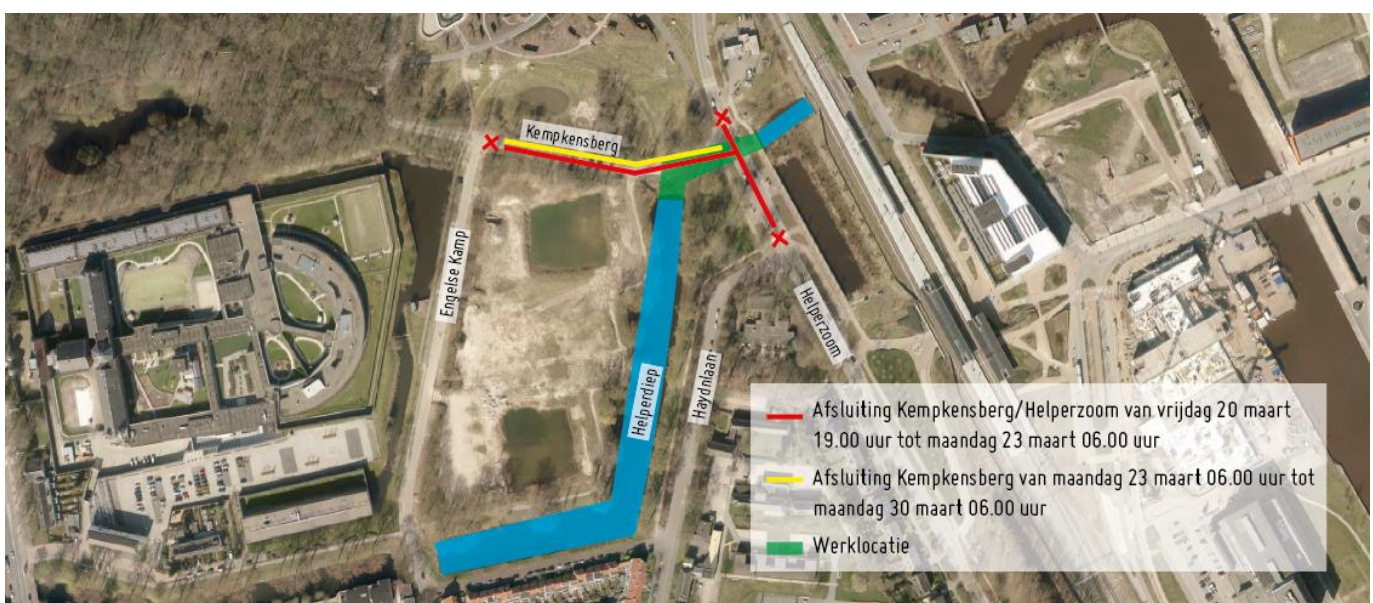 Kempkensberg
Engelse Kamp
Helperdiep
Haydnlaan
Helperzoom
Afsluiting Kempkensberg/Helperzoom van vrijdag 20 maart
19.00 uur tot maandag 23 maart 06.00 uur
Afsluiting Kempkensberg van maandag 23 maart 06.00 uur tot
maandag 30 maart 06.00 uur
Werklocatie